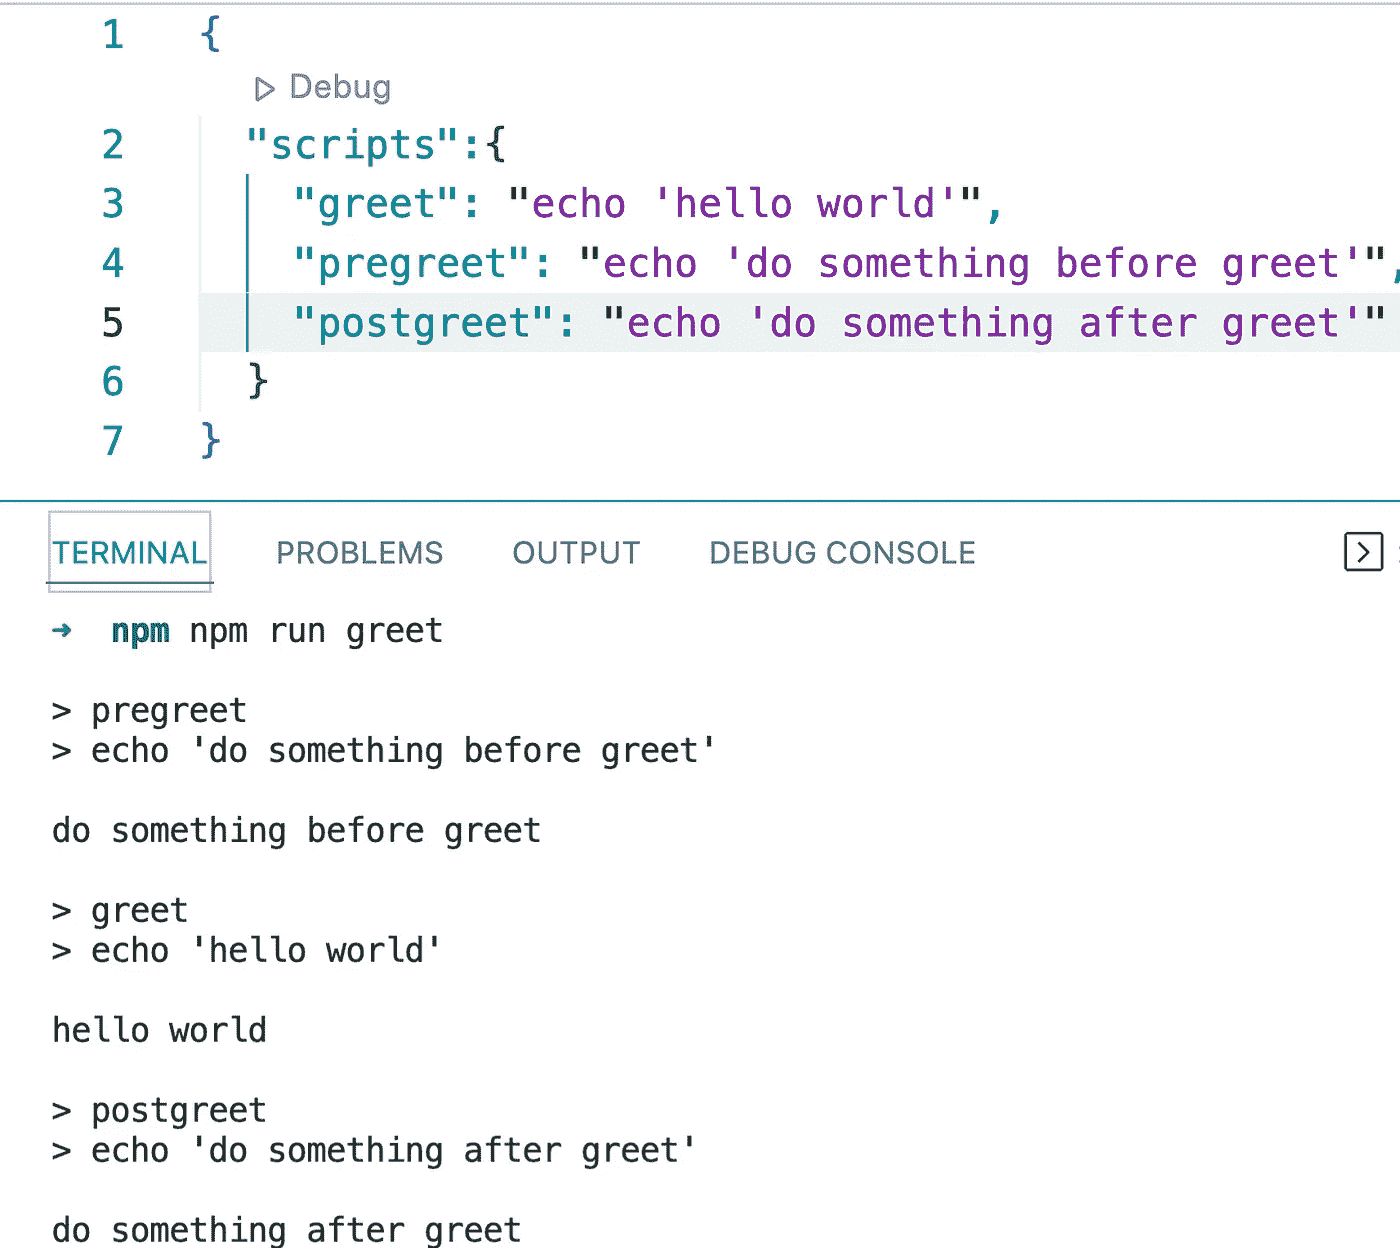 1 {
Debug
2 "scripts":{
3 "greet": "echo 'hello world'",
4 "pregreet": "echo 'do something before greet'",
5 "postgreet": "echo 'do something after greet'"
6 }
7 }
TERMINAL PROBLEMS OUTPUT DEBUG CONSOLE
➜ npm npm run greet
> pregreet
> echo 'do something before greet'
do something before greet
> greet
> echo 'hello world'
hello world
> postgreet
> echo 'do something after greet'
do something after greet